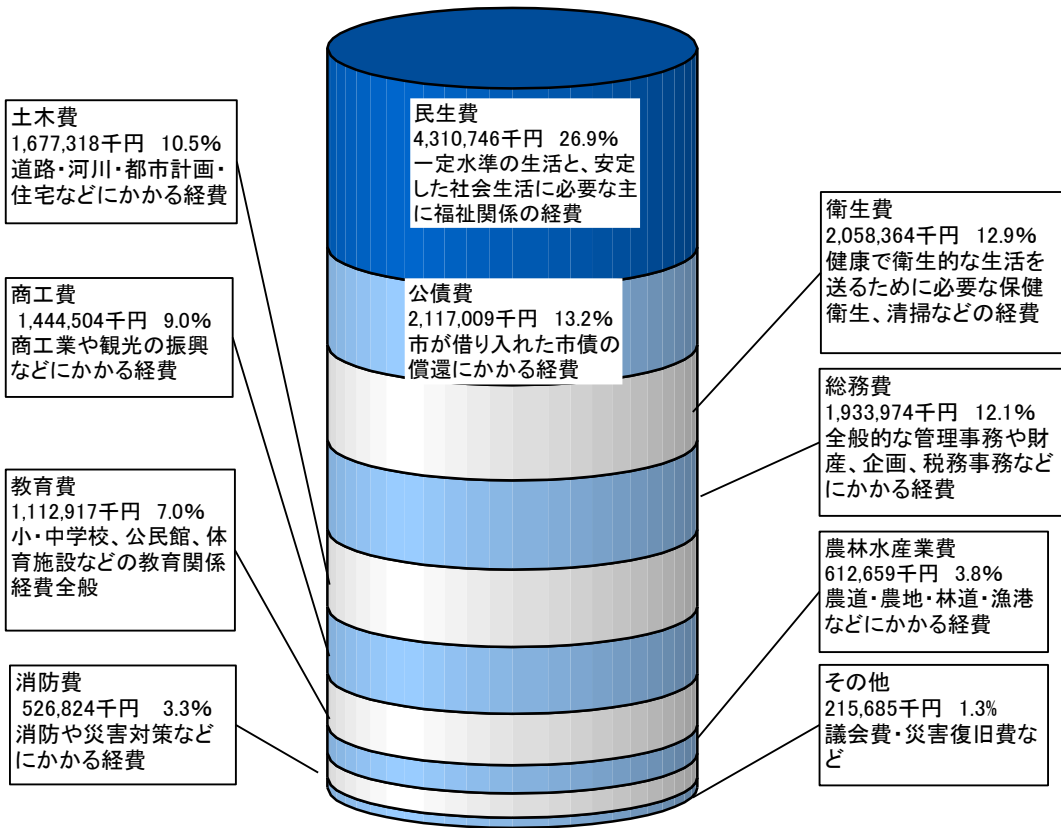 土木費
1,677,318千円 10.5%
道路・河川・都市計画・
住宅などにかかる経費
商工費
1,444,504千円 9.0%
商工業や観光の振興
などにかかる経費
教育費
1,112,917千円 7.0%
小・中学校、公民館、体
育施設などの教育関係
経費全般
消防費
526,824千円 3.3%
消防や災害対策など
にかかる経費
民生費
4,310,746千円 26.9%
一定水準の生活と、安定
した社会生活に必要な主
に福祉関係の経費
公債費
2,117,009千円 13.2%
市が借り入れた市債の
償還にかかる経費
衛生費
2,058,364千円 12.9%
健康で衛生的な生活を
送るために必要な保健
衛生、清掃などの経費
総務費
1,933,974千円 12.1%
全般的な管理事務や財
産、企画、税務事務など
にかかる経費
農林水産業費
612,659千円 3.8%
農道・農地・林道・漁港
などにかかる経費
その他
215,685千円 1.3%
議会費・災害復旧費な
ど